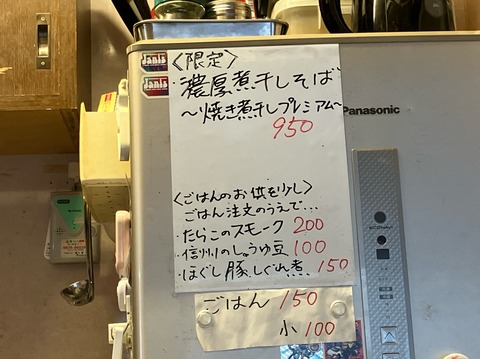 〈限定〉
・濃厚煮干しそば
～焼き煮干しプレミアム～
950
〈ごはんのお供を少し〉
ごはん注文のうえで…
・たらこのスモーク 200
・信州のしょうゆ豆 100
・ほぐし豚しぐれ煮 150
ごはん 150
小 100
Panasonic
Janis
Janis